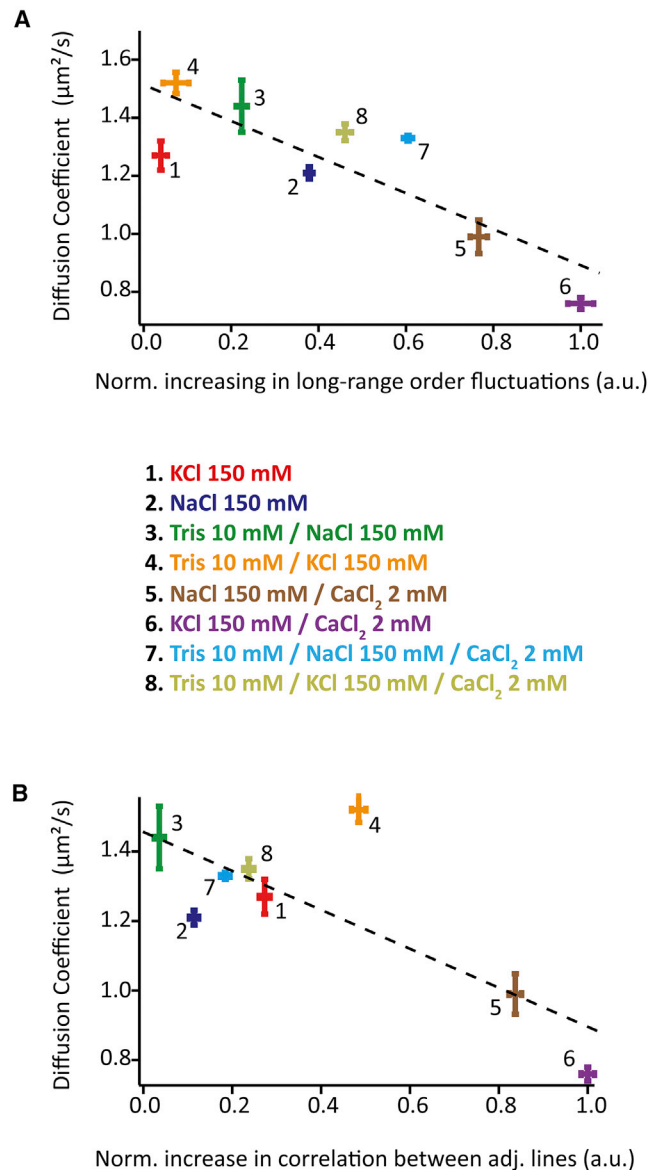 A
Diffusion Coefficient (µm²/s)
1.6
1.4
1.2
1.0
0.8
4
3
8
7
1
2
5
6
0.0 0.2 0.4 0.6 0.8 1.0
Norm. increasing in long-range order fluctuations (a.u.)
1. KCl 150 mM
2. NaCl 150 mM
3. Tris 10 mM / NaCl 150 mM
4. Tris 10 mM / KCl 150 mM
5. NaCl 150 mM / CaCl₂ 2 mM
6. KCl 150 mM / CaCl₂ 2 mM
7. Tris 10 mM / NaCl 150 mM / CaCl₂ 2 mM
8. Tris 10 mM / KCl 150 mM / CaCl₂ 2 mM
B
Diffusion Coefficient (µm²/s)
1.4
1.2
1.0
0.8
3
4
8
7
1
2
5
6
0.0 0.2 0.4 0.6 0.8 1.0
Norm. increase in correlation between adj. lines (a.u.)